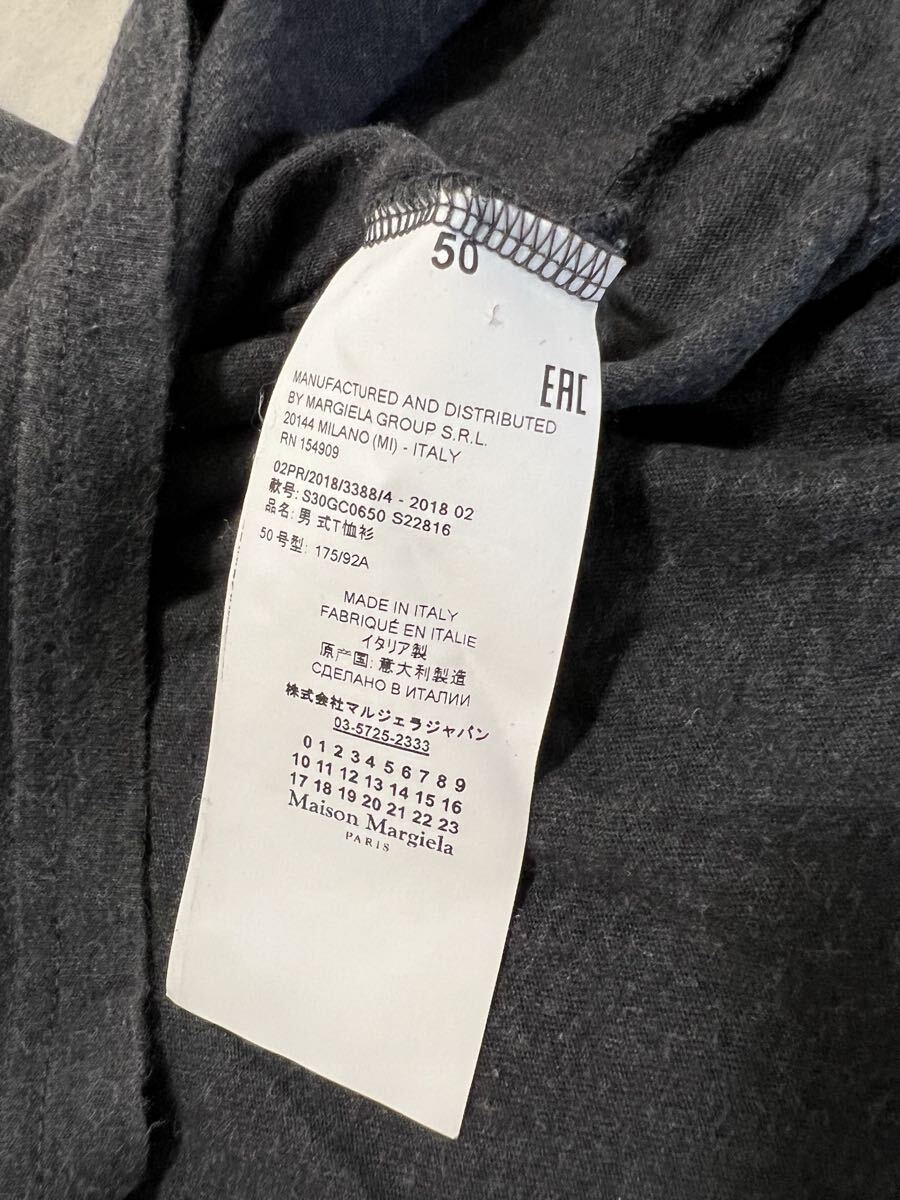 50
EAC
MANUFACTURED AND DISTRIBUTED
BY MARGIELA GROUP S.R.L.
20144 MILANO (MI) - ITALY
RN 154909
02PR/2018/3388/4 - 2018 02
款号: S30GC0650 S22816
品名: 男 式T恤衫
50 号型: 175/92A
MADE IN ITALY
FABRIQUÉ EN ITALIE
イタリア製
原产国: 意大利製造
СДЕЛАНО В ИТАЛИИ
株式会社マルジェラジャパン
03-5725-2333
0 1 2 3 4 5 6 7 8 9
10 11 12 13 14 15 16
17 18 19 20 21 22 23
Maison Margiela
PARIS